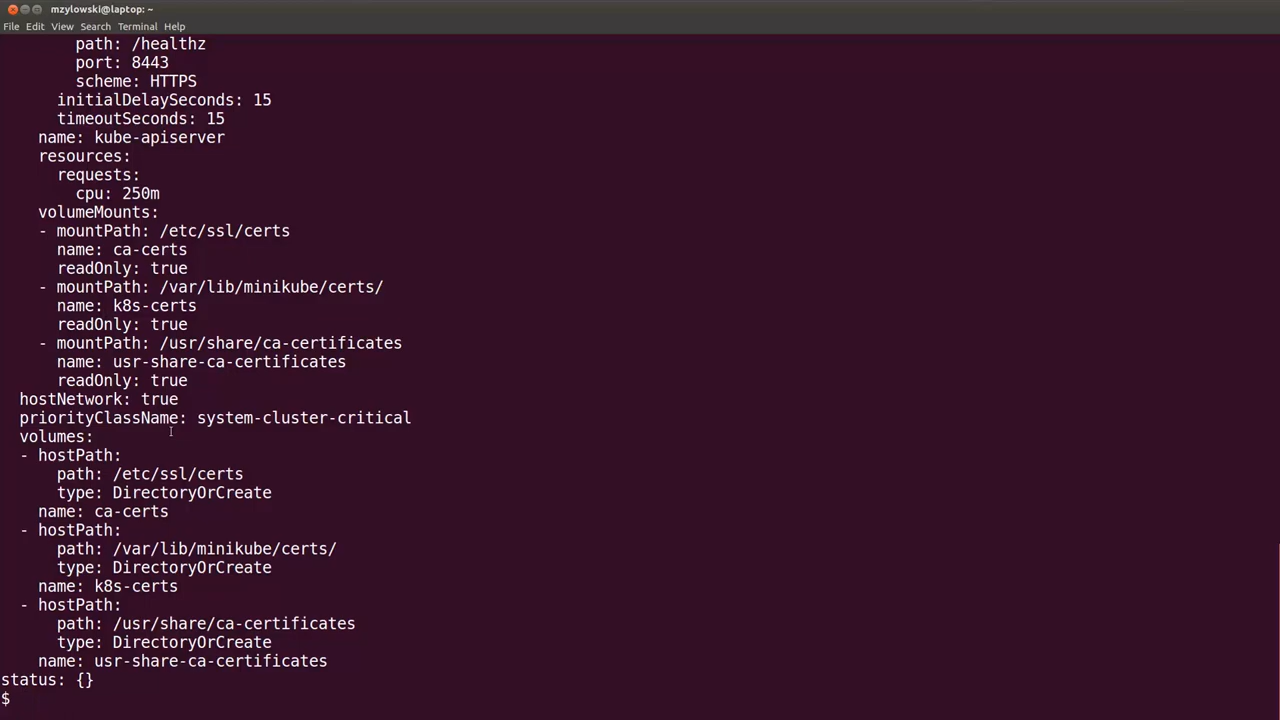 mzylowski@laptop: ~
File Edit View Search Terminal Help
path: /healthz
port: 8443
scheme: HTTPS
initialDelaySeconds: 15
timeoutSeconds: 15
name: kube-apiserver
resources:
requests:
cpu: 250m
volumeMounts:
- mountPath: /etc/ssl/certs
name: ca-certs
readOnly: true
- mountPath: /var/lib/minikube/certs/
name: k8s-certs
readOnly: true
- mountPath: /usr/share/ca-certificates
name: usr-share-ca-certificates
readOnly: true
hostNetwork: true
priorityClassName: system-cluster-critical
volumes:
- hostPath:
path: /etc/ssl/certs
type: DirectoryOrCreate
name: ca-certs
- hostPath:
path: /var/lib/minikube/certs/
type: DirectoryOrCreate
name: k8s-certs
- hostPath:
path: /usr/share/ca-certificates
type: DirectoryOrCreate
name: usr-share-ca-certificates
status: {}
$